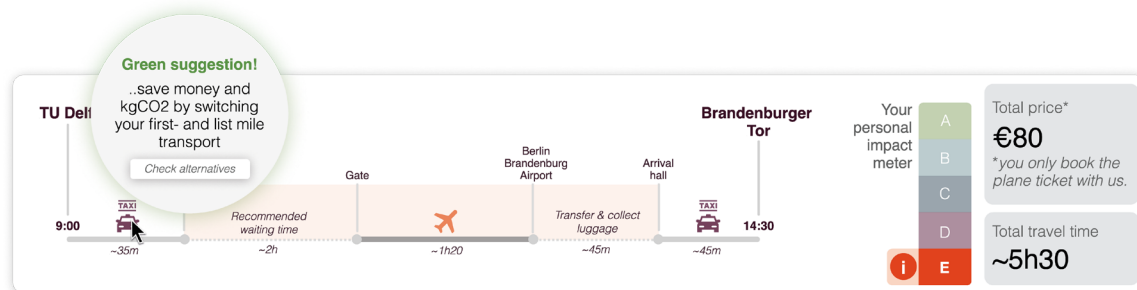 Green suggestion!
..save money and
kgCO2 by switching
your first- and list mile
transport
Check alternatives
TU Delf
Brandenburger
Tor
Gate
Berlin
Brandenburg
Airport
Arrival
hall
TAXI
TAXI
9:00
Recommended
waiting time
Transfer & collect
luggage
14:30
~35m
~2h
~1h20
~45m
~45m
Your
personal
impact
meter
A
B
C
D
i
E
Total price*
€80
*you only book the
plane ticket with us.
Total travel time
~5h30